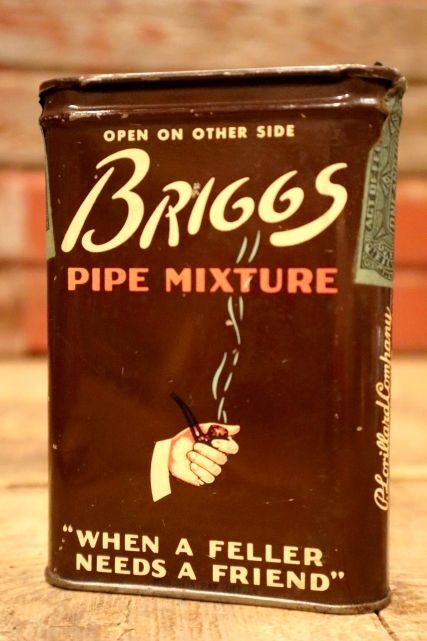 OPEN ON OTHER SIDE
BRIGGS
PIPE MIXTURE
"WHEN A FELLER
NEEDS A FRIEND"
P. Lorillard Company